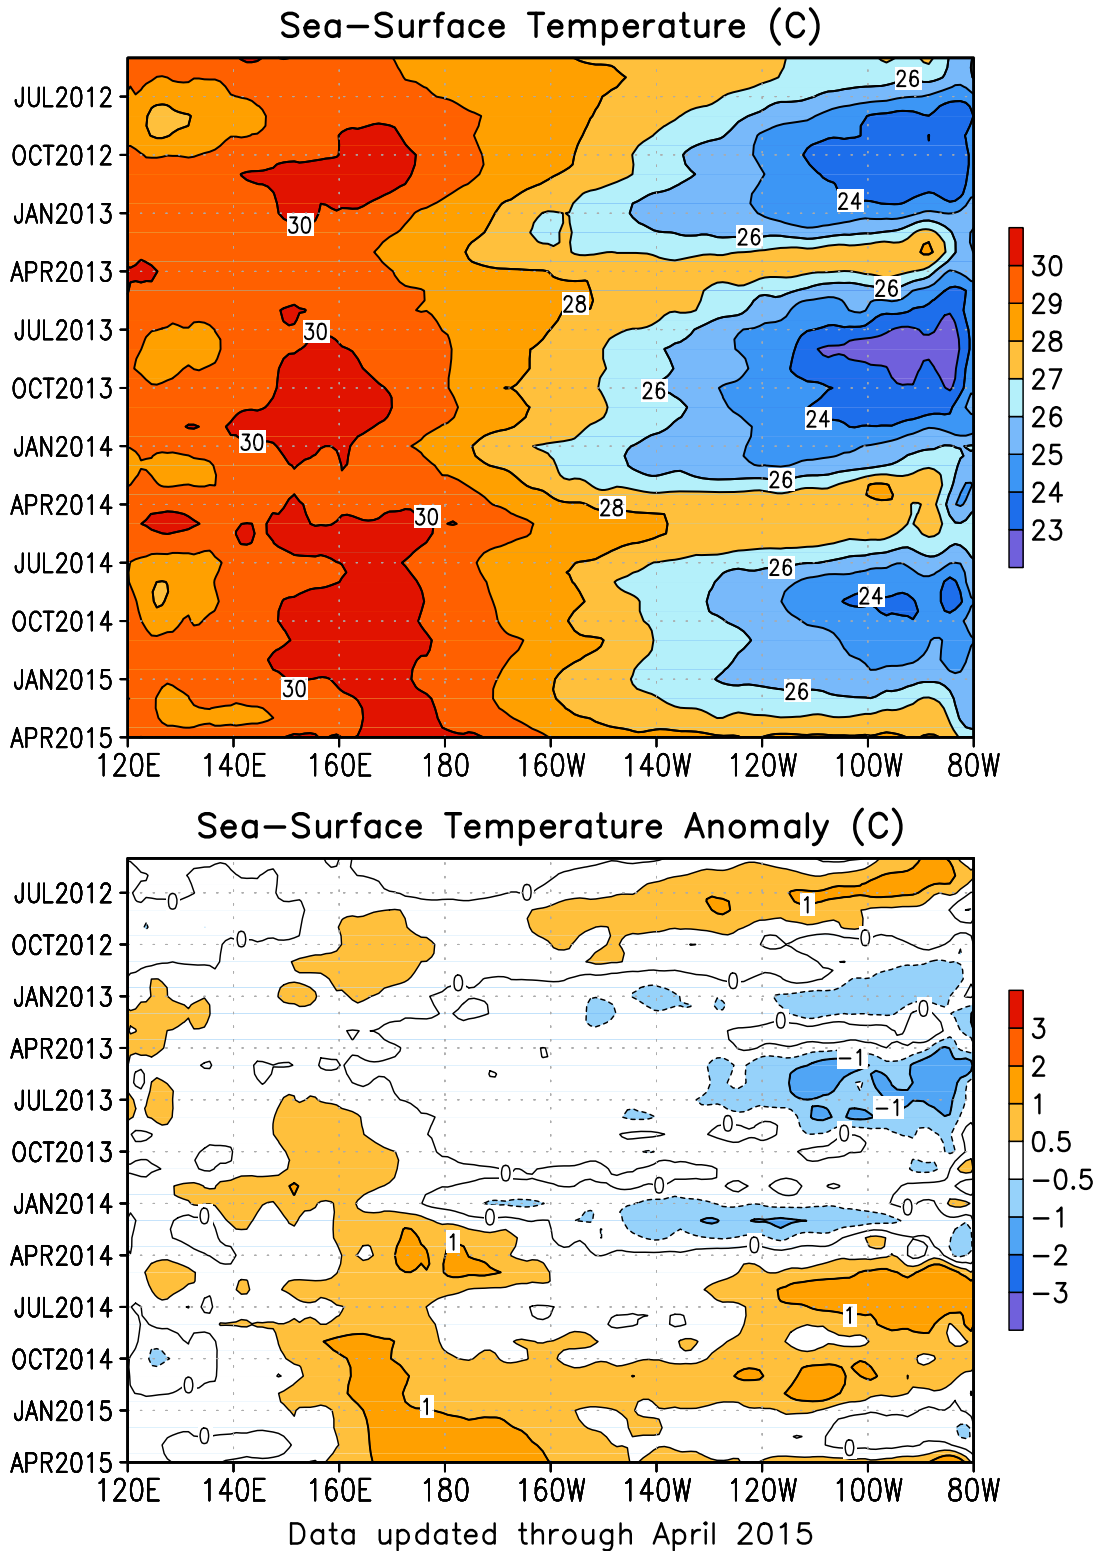 Sea-Surface Temperature (C)
JUL2012
OCT2012
JAN2013
APR2013
JUL2013
OCT2013
JAN2014
APR2014
JUL2014
OCT2014
JAN2015
APR2015
26
24
30
26
26
28
30
26
24
30
26
28
30
26
24
30
26
120E 140E 160E 180 160W 140W 120W 100W 80W
30
29
28
27
26
25
24
23
Sea-Surface Temperature Anomaly (C)
JUL2012
OCT2012
JAN2013
APR2013
JUL2013
OCT2013
JAN2014
APR2014
JUL2014
OCT2014
JAN2015
APR2015
0
0
1
0
0
0
0
0
0
-1
-1
0
0
0
0
0
0
0
1
0
1
0
1
0
0
120E 140E 160E 180 160W 140W 120W 100W 80W
3
2
1
0.5
-0.5
-1
-2
-3
Data updated through April 2015